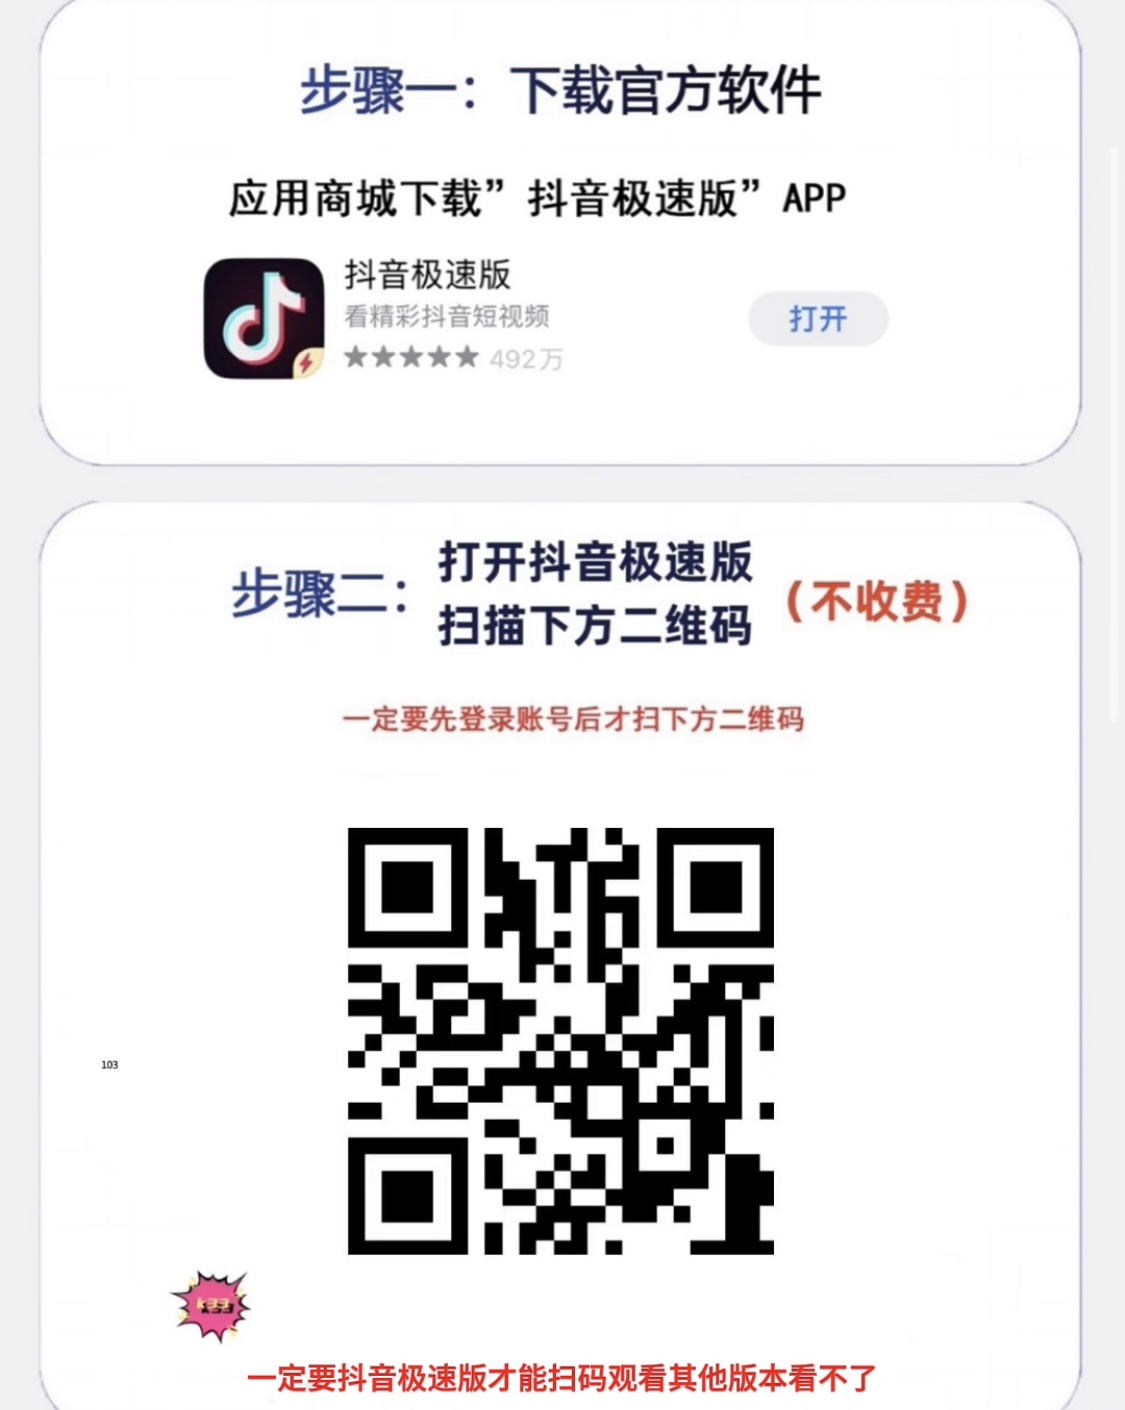 步骤一：下载官方软件
应用商城下载”抖音极速版”APP
抖音极速版
看精彩抖音短视频
492万
打开
步骤二：
打开抖音极速版
扫描下方二维码
（不收费）
一定要先登录账号后才扫下方二维码
103
k33
一定要抖音极速版才能扫码观看其他版本看不了